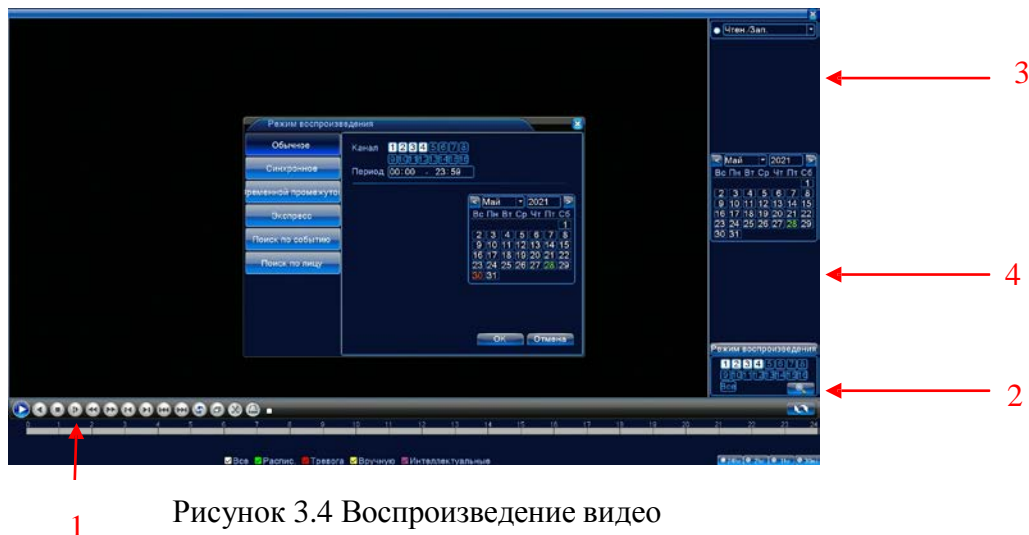 Чтен./Зап.
3
Режим воспроизведения
Обычное
Синхронное
ременной промежуто
Экспресс
Поиск по событию
Поиск по лицу
Канал 1 2 3 4 5 6 7 8
Период 00:00 - 23:59
Май 2021
Вс Пн Вт Ср Чт Пт Сб
1
2 3 4 5 6 7 8
9 10 11 12 13 14 15
16 17 18 19 20 21 22
23 24 25 26 27 28 29
30 31
OK Отмена
Май 2021
Вс Пн Вт Ср Чт Пт Сб
1
2 3 4 5 6 7 8
9 10 11 12 13 14 15
16 17 18 19 20 21 22
23 24 25 26 27 28 29
30 31
4
Режим воспроизведения
1 2 3 4 5 6 7 8
Все
2
0 1 2 3 4 5 6 7 8 9 10 11 12 13 14 15 16 17 18 19 20 21 22 23 24
Все Распис. Тревога Вручную Интеллектуальные
1
Рисунок 3.4 Воспроизведение видео